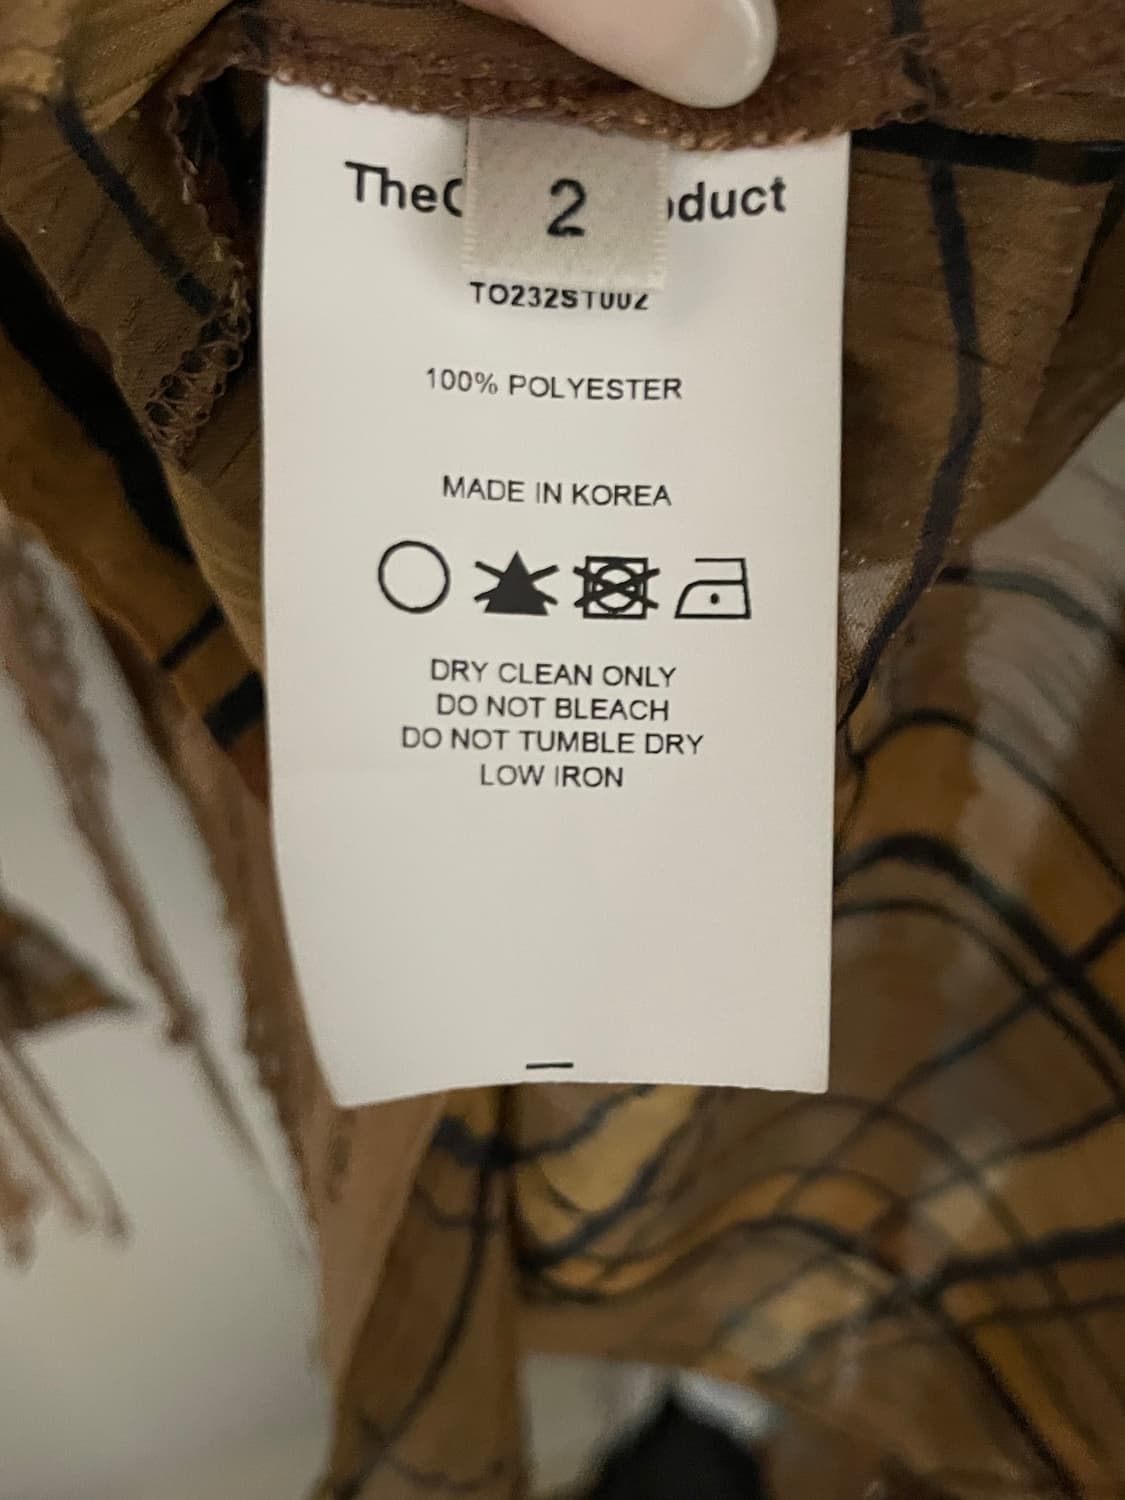 TheC 2 oduct
TO232ST002
100% POLYESTER
MADE IN KOREA
DRY CLEAN ONLY
DO NOT BLEACH
DO NOT TUMBLE DRY
LOW IRON